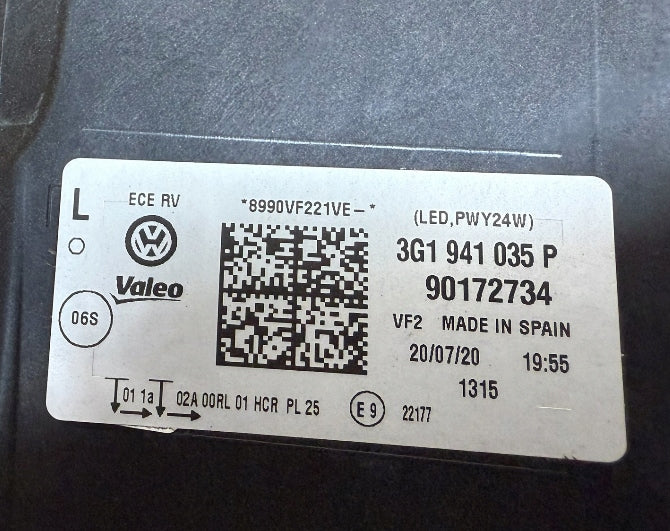 L
ECE RV
*8990VF221VE-*
(LED,PWY24W)
3G1 941 035 P
Valeo
90172734
06S
VF2 MADE IN SPAIN
20/07/20 19:55
1315
01 1a 02A 00RL 01 HCR PL 25
E 9
22177